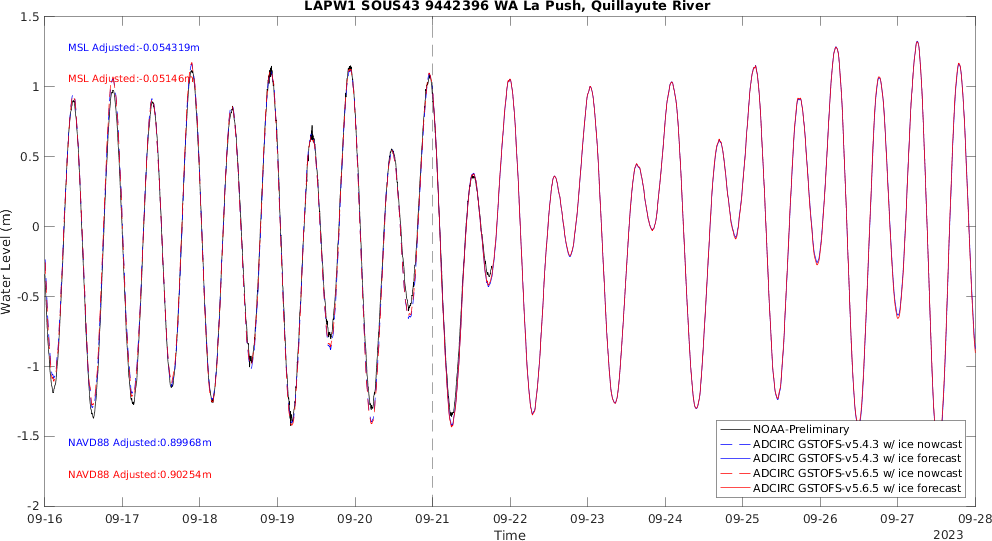 LAPW1 SOUS43 9442396 WA La Push, Quillayute River
1.5
MSL Adjusted:-0.054319m
MSL Adjusted:-0.05146m
1
0.5
0
-0.5
-1
-1.5
-2
Water Level (m)
NAVD88 Adjusted:0.89968m
NAVD88 Adjusted:0.90254m
NOAA-Preliminary
ADCIRC GSTOFS-v5.4.3 w/ ice nowcast
ADCIRC GSTOFS-v5.4.3 w/ ice forecast
ADCIRC GSTOFS-v5.6.5 w/ ice nowcast
ADCIRC GSTOFS-v5.6.5 w/ ice forecast
09-16 09-17 09-18 09-19 09-20 09-21 09-22 09-23 09-24 09-25 09-26 09-27 09-28
Time
2023